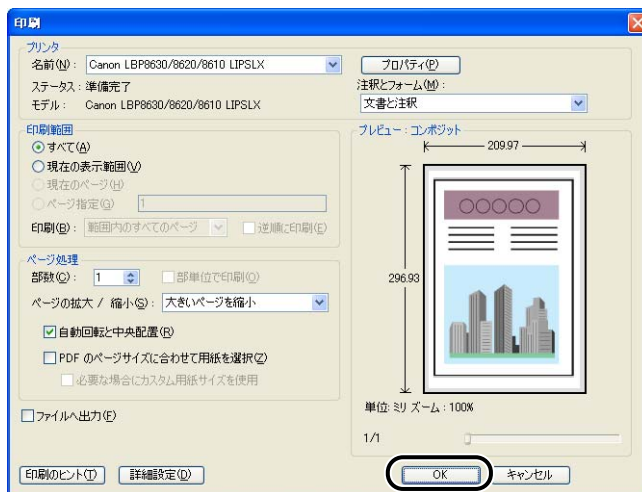 印刷
プリンタ
名前(N): Canon LBP8630/8620/8610 LIPSLX プロパティ(P)
ステータス: 準備完了 注釈とフォーム(M):
モデル: Canon LBP8630/8620/8610 LIPSLX 文書と注釈
印刷範囲
すべて(A)
現在の表示範囲(V)
現在のページ(H)
ページ指定(G) 1
印刷(B): 範囲内のすべてのページ 逆順に印刷(E)
ページ処理
部数(C): 1 部単位で印刷(O)
ページの拡大 / 縮小(S): 大きいページを縮小
自動回転と中央配置(R)
PDF のページサイズに合わせて用紙を選択(Z)
必要な場合にカスタム用紙サイズを使用
ファイルへ出力(F)
プレビュー: コンポジット
209.97
○○○○○
296.93
単位: ミリ ズーム: 100%
1/1
印刷のヒント(T) 詳細設定(D) OK キャンセル